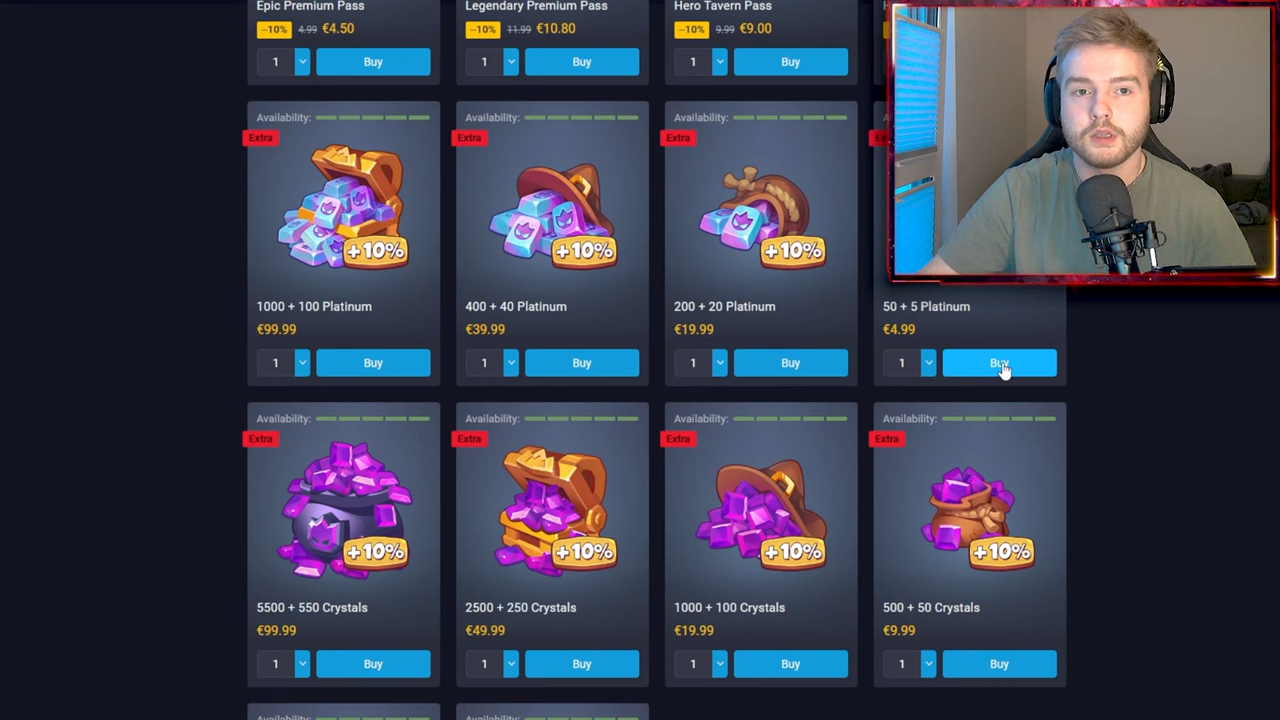 Epic Premium Pass
-10% 4.99 €4.50
1 Buy
Legendary Premium Pass
-10% 11.99 €10.80
1 Buy
Hero Tavern Pass
-10% 9.99 €9.00
1 Buy
Availability:
Extra
+10%
1000 + 100 Platinum
€99.99
1 Buy
Availability:
Extra
+10%
400 + 40 Platinum
€39.99
1 Buy
Availability:
Extra
+10%
200 + 20 Platinum
€19.99
1 Buy
50 + 5 Platinum
€4.99
1 Buy
Availability:
Extra
+10%
5500 + 550 Crystals
€99.99
1 Buy
Availability:
Extra
+10%
2500 + 250 Crystals
€49.99
1 Buy
Availability:
Extra
+10%
1000 + 100 Crystals
€19.99
1 Buy
Availability:
Extra
+10%
500 + 50 Crystals
€9.99
1 Buy
Availability:
Availability: